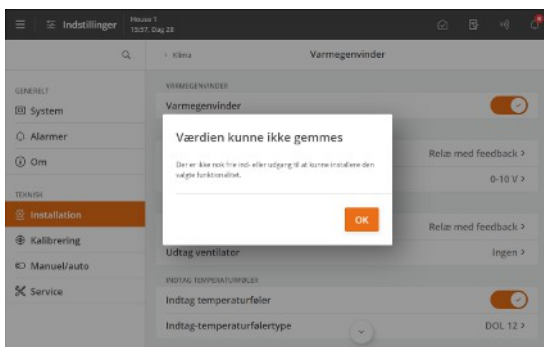 Indstillinger
House 1
15:37, Dag 23
Klima
Varmegenvinder
GENERELT
System
Alarmer
Om
TEKNISK
Installation
Kalibrering
Manuel/auto
Service
VARMEGENVINDER
Varmegenvinder
Relæ med feedback >
0-10 V >
Relæ med feedback >
Udtag ventilator
Ingen >
INDTAG TEMPERATURFØLER
Indtag temperaturføler
Indtag-temperaturfølertype
DOL 12 >
Værdien kunne ikke gemmes
Der er ikke nok frie ind- eller udgang til at kunne installere den
valgte funktionalitet.
OK